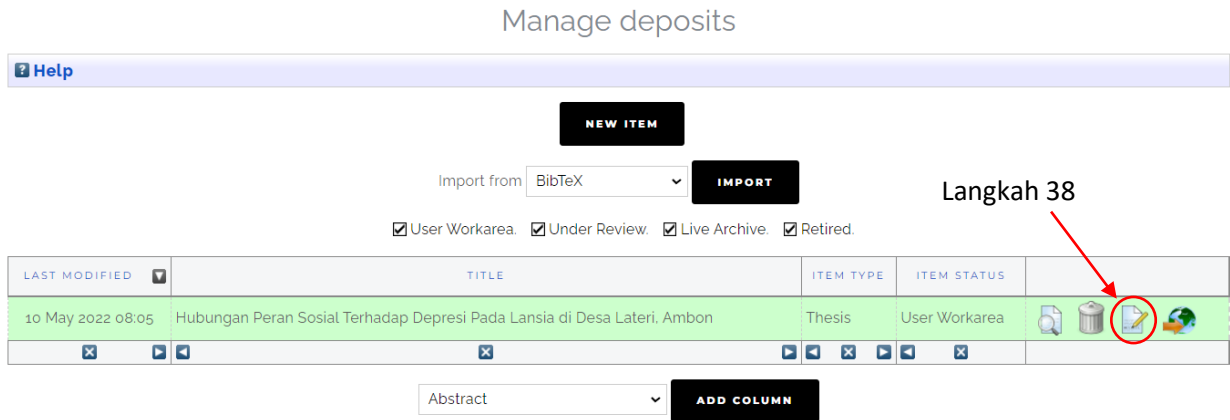 Manage deposits
? Help
NEW ITEM
Import from BibTeX IMPORT
Langkah 38
User Workarea. Under Review. Live Archive. Retired.
LAST MODIFIED TITLE ITEM TYPE ITEM STATUS
10 May 2022 08:05 Hubungan Peran Sosial Terhadap Depresi Pada Lansia di Desa Lateri, Ambon Thesis User Workarea
Abstract ADD COLUMN